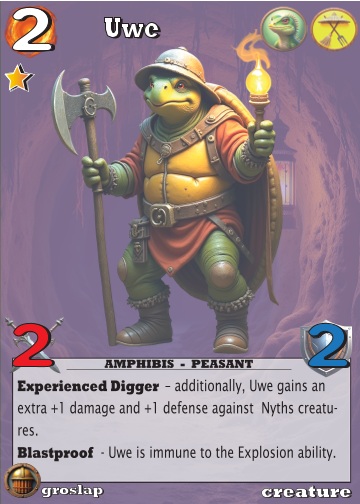 2
Uwe
2
2
AMPHIBIS - PEASANT
Experienced Digger - additionally, Uwe gains an
extra +1 damage and +1 defense against Nyths creatu-
res.
Blastproof - Uwe is immune to the Explosion ability.
groslap
creature